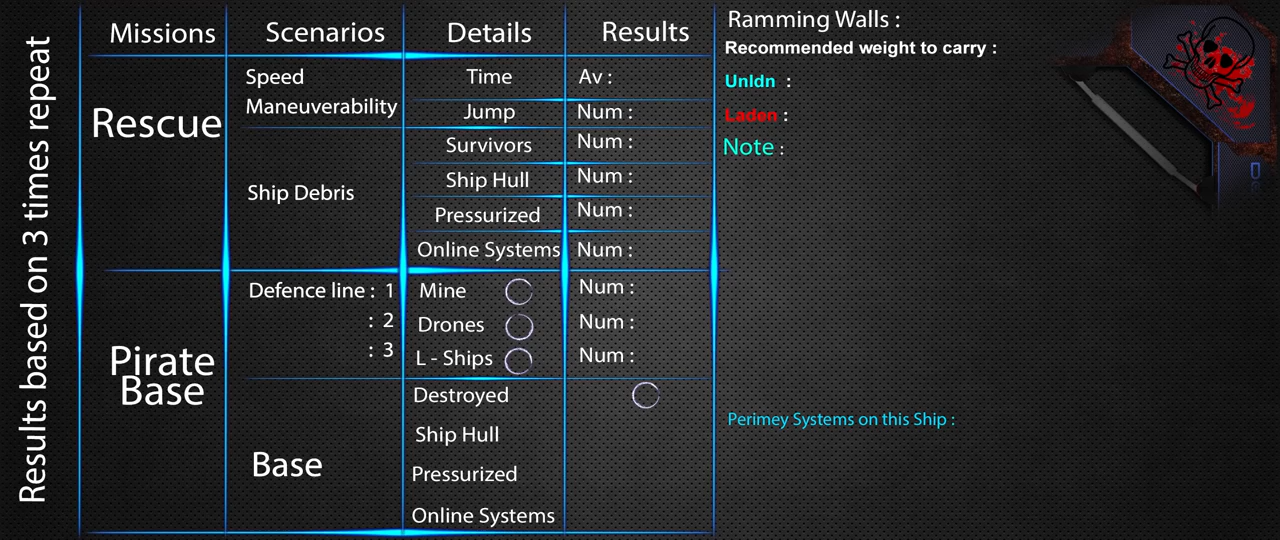 Results based on 3 times repeat
Missions
Scenarios
Details
Results
Rescue
Speed
Maneuverability
Time
Av :
Jump
Num :
Ship Debris
Survivors
Num :
Ship Hull
Num :
Pressurized
Num :
Online Systems
Num :
Pirate
Base
Defence line : 1
: 2
: 3
Mine
Num :
Drones
Num :
L - Ships
Num :
Base
Destroyed
Ship Hull
Pressurized
Online Systems
Ramming Walls :
Recommended weight to carry :
Unldn :
Laden :
Note :
Perimey Systems on this Ship :